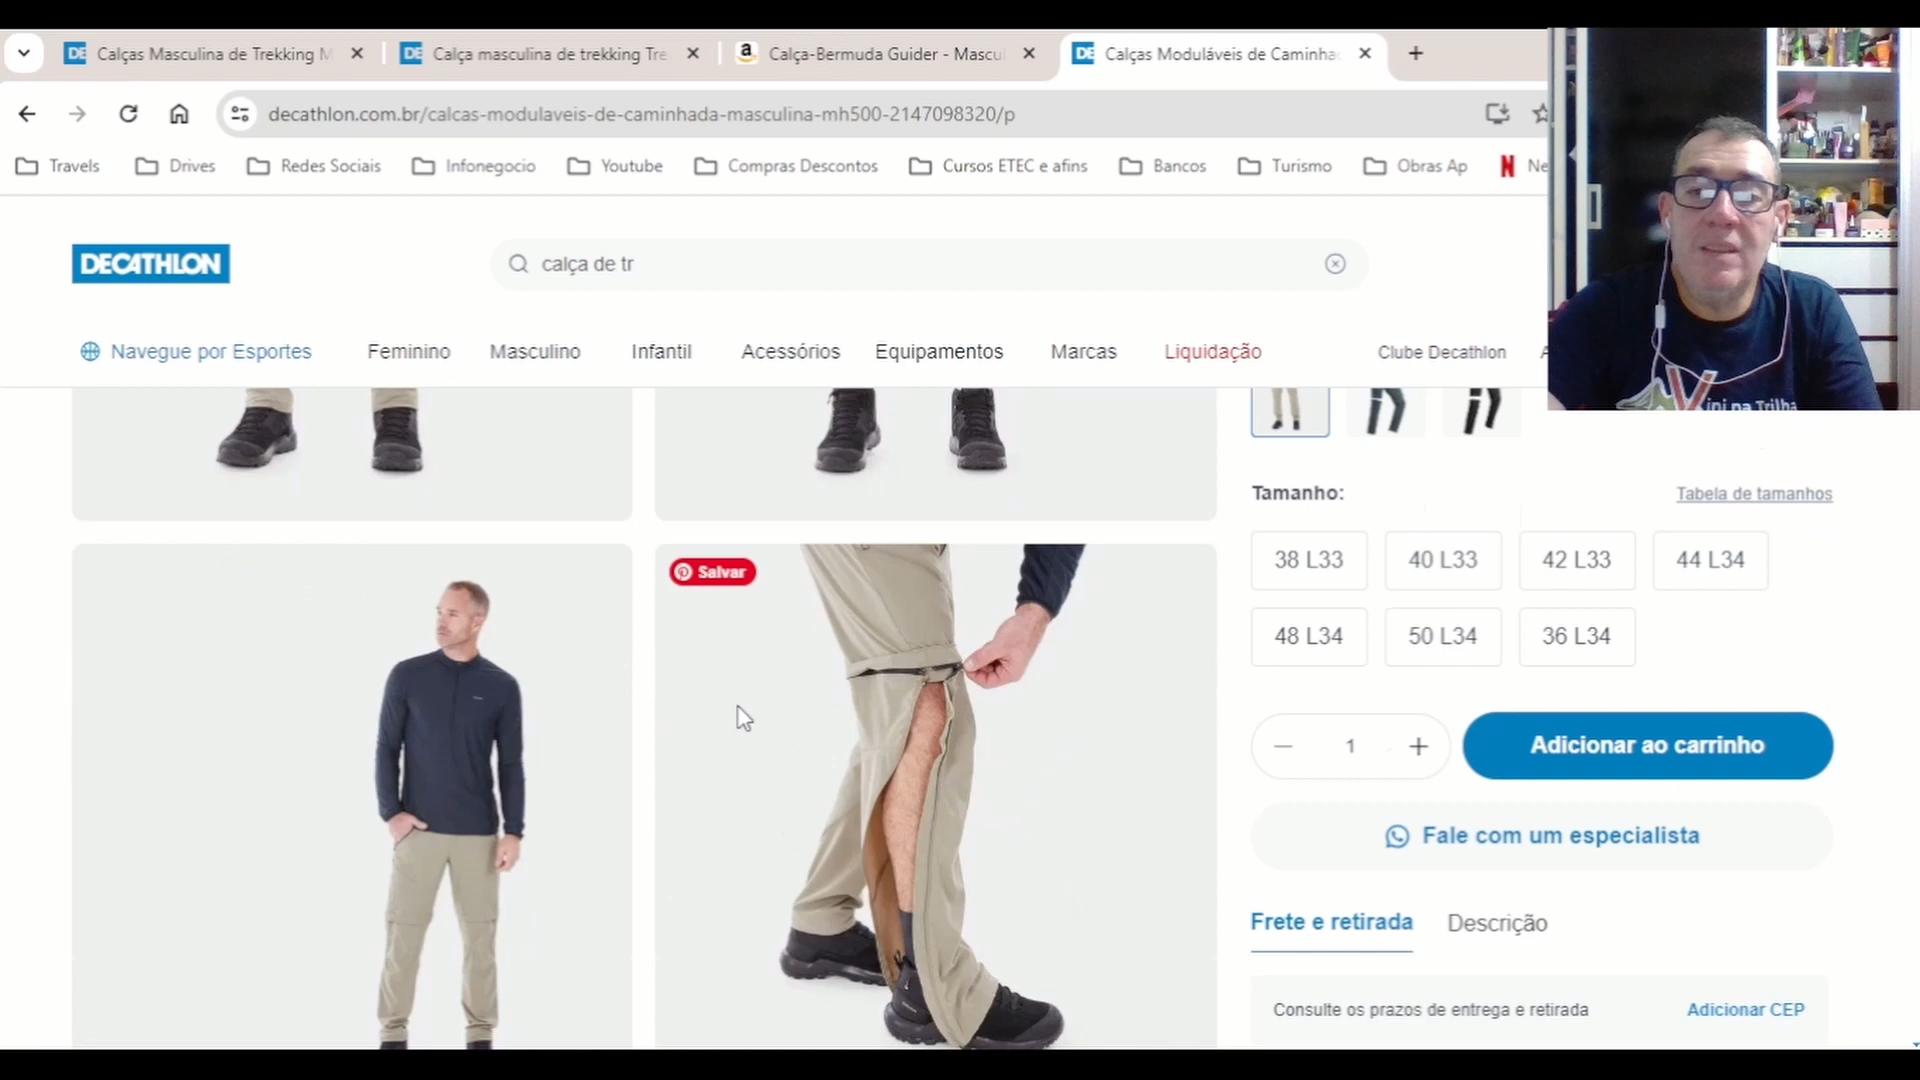 Calças Masculina de Trekking M
Calça masculina de trekking Tre
Calça-Bermuda Guider - Mascu
Calças Moduláveis de Caminha
decathlon.com.br/calcas-modulaveis-de-caminhada-masculina-mh500-2147098320/p
Travels
Drives
Redes Sociais
Infonegocio
Youtube
Compras Descontos
Cursos ETEC e afins
Bancos
Turismo
Obras Ap
Ne
DECATHLON
calça de tr
Navegue por Esportes
Feminino
Masculino
Infantil
Acessórios
Equipamentos
Marcas
Liquidação
Clube Decathlon
Vini na Trilha
Salvar
Tamanho:
Tabela de tamanhos
38 L33
40 L33
42 L33
44 L34
48 L34
50 L34
36 L34
1
Adicionar ao carrinho
Fale com um especialista
Frete e retirada
Descrição
Consulte os prazos de entrega e retirada
Adicionar CEP